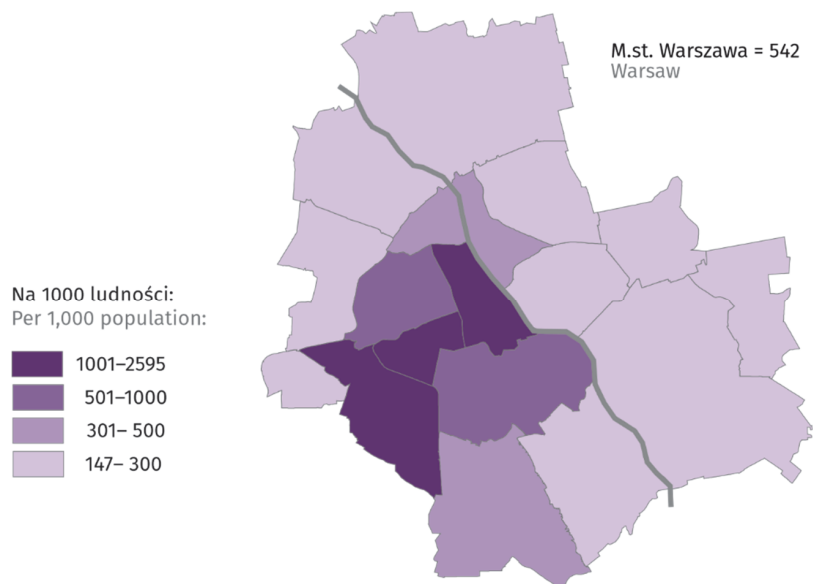 M.st. Warszawa = 542
Warsaw
Na 1000 ludności:
Per 1,000 population:
1001–2595
501–1000
301– 500
147– 300